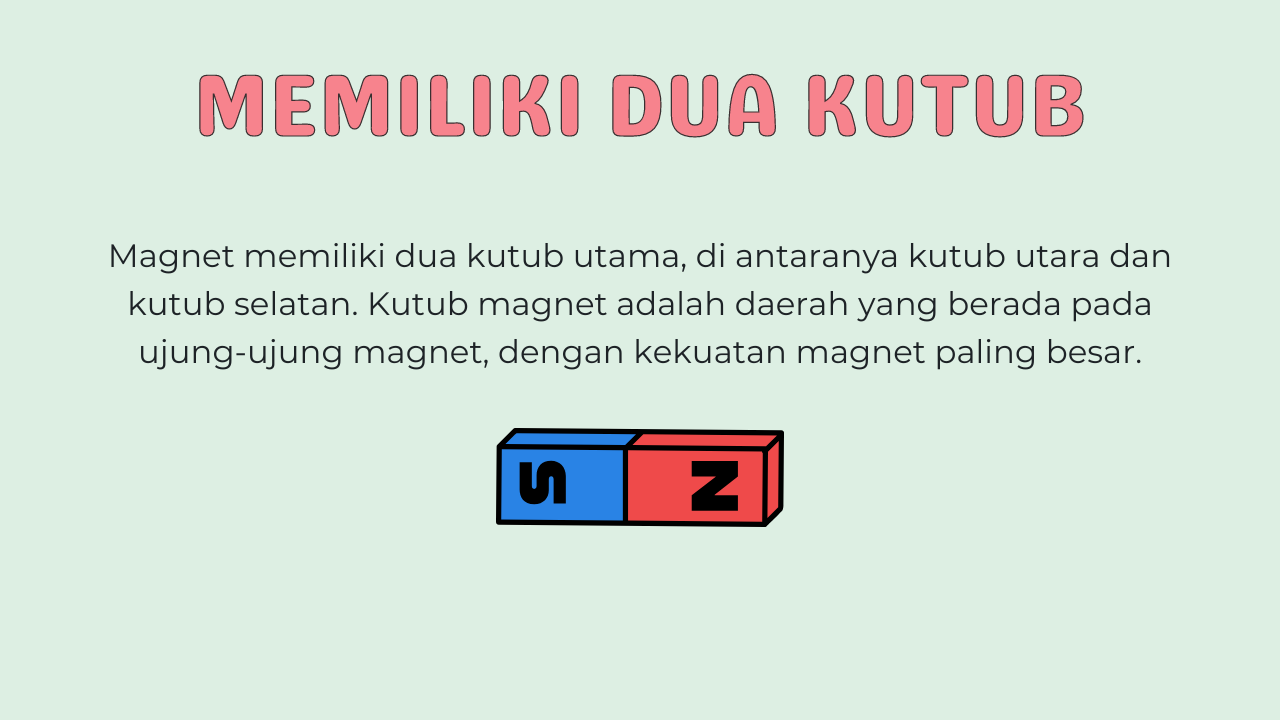 MEMILIKI DUA KUTUB
Magnet memiliki dua kutub utama, di antaranya kutub utara dan
kutub selatan. Kutub magnet adalah daerah yang berada pada
ujung-ujung magnet, dengan kekuatan magnet paling besar.
S N